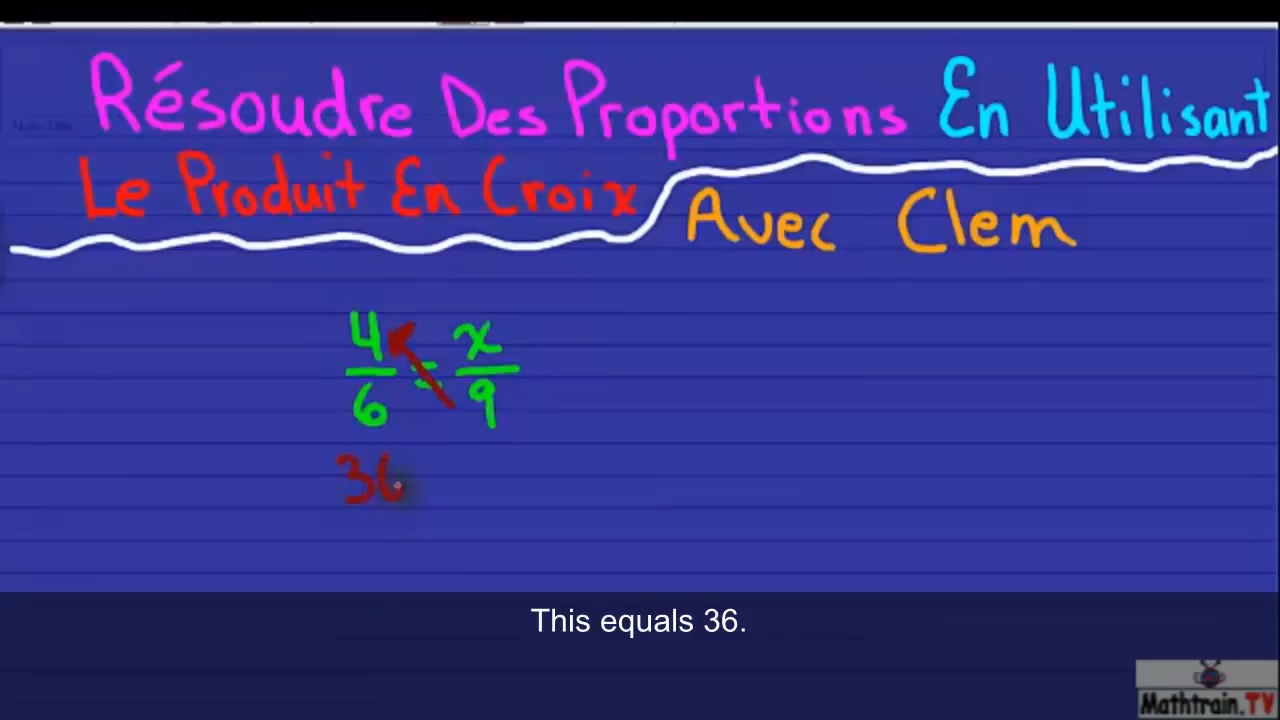 Résoudre Des Proportions En Utilisant
Le Produit En Croix
Avec Clem
4/6 = x/9
36
This equals 36.
Mathtrain.TV